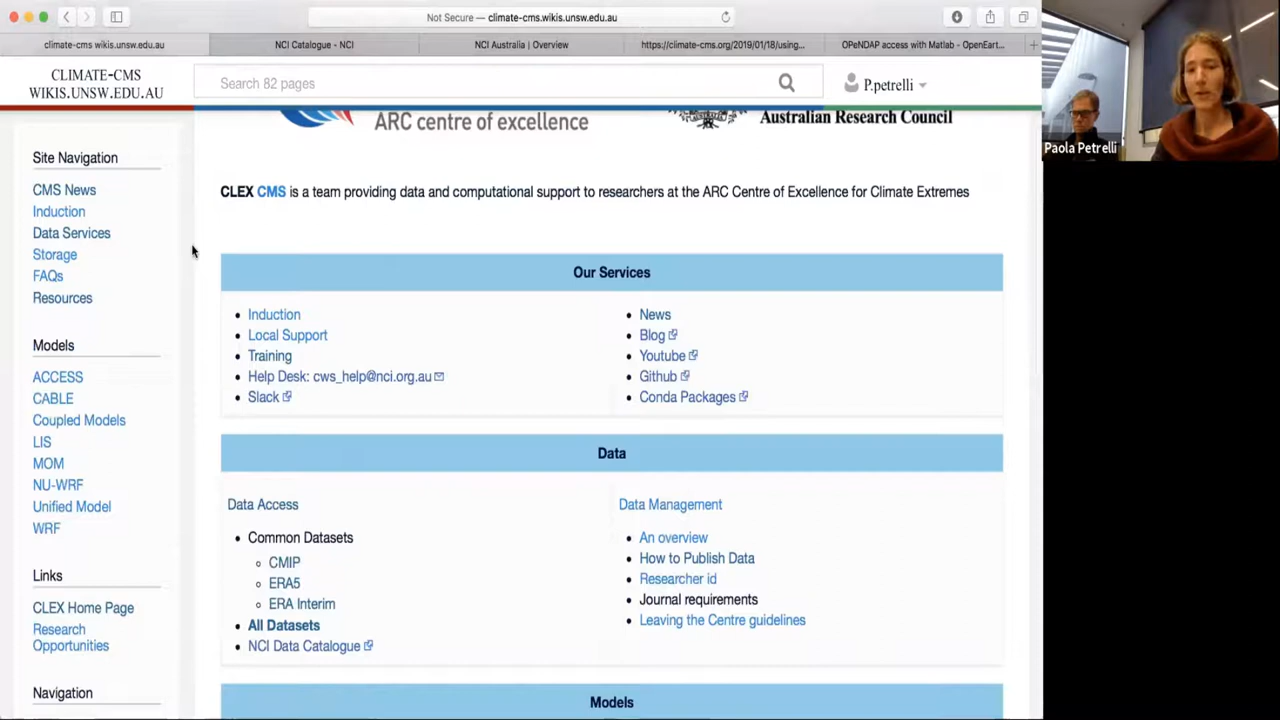 Not Secure — climate-cms.wikis.unsw.edu.au
climate-cms wikis.unsw.edu.au
NCI Catalogue - NCI
NCI Australia | Overview
https://climate-cms.org/2019/01/18/using...
OPeNDAP access with Matlab - OpenEart...
CLIMATE-CMS
WIKIS.UNSW.EDU.AU
Search 82 pages
P.petrelli
Paola Petrelli
ARC centre of excellence
Australian Research Council
Site Navigation
CMS News
Induction
Data Services
Storage
FAQs
Resources
Models
ACCESS
CABLE
Coupled Models
LIS
MOM
NU-WRF
Unified Model
WRF
Links
CLEX Home Page
Research
Opportunities
Navigation
CLEX CMS is a team providing data and computational support to researchers at the ARC Centre of Excellence for Climate Extremes
Our Services
Induction
Local Support
Training
Help Desk: cws_help@nci.org.au
Slack
News
Blog
Youtube
Github
Conda Packages
Data
Data Access
Common Datasets
CMIP
ERA5
ERA Interim
All Datasets
NCI Data Catalogue
Data Management
An overview
How to Publish Data
Researcher id
Journal requirements
Leaving the Centre guidelines
Models